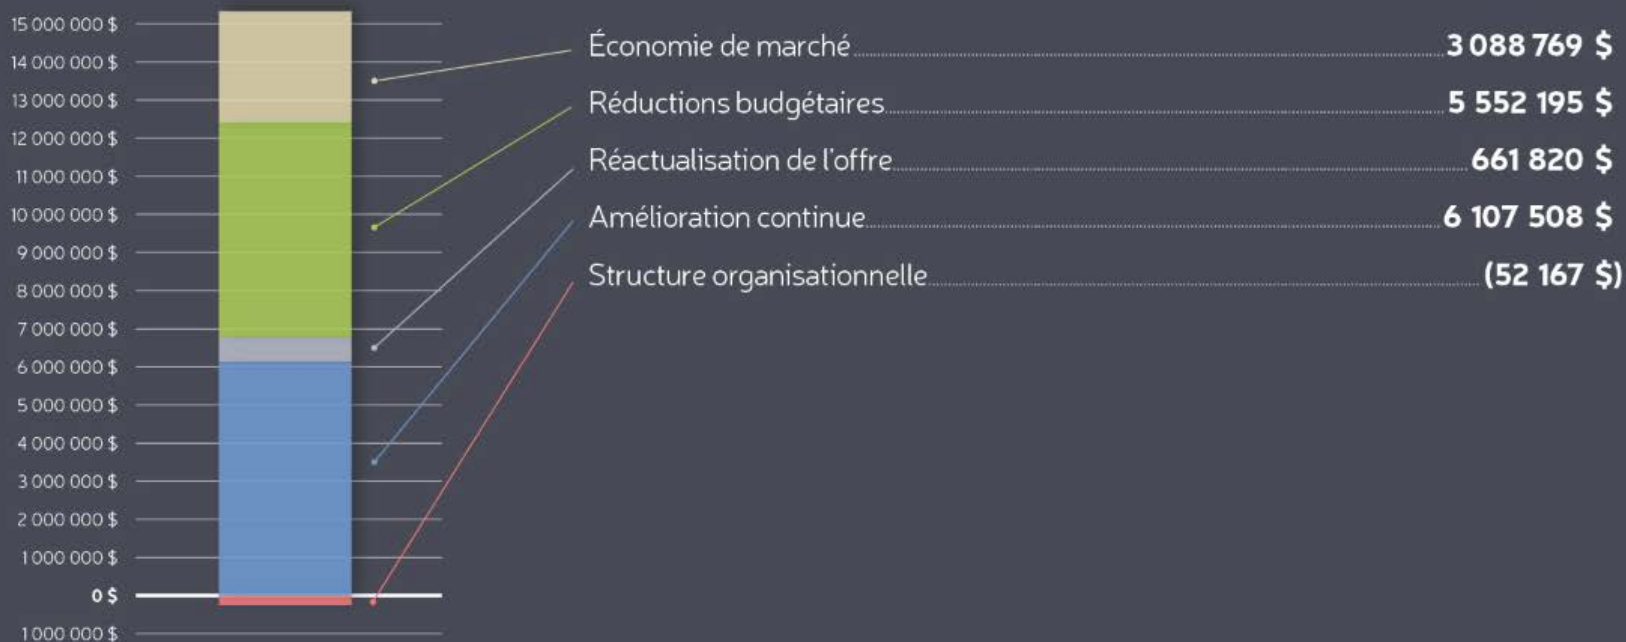 15 000 000 $
14 000 000 $
13 000 000 $
12 000 000 $
11 000 000 $
10 000 000 $
9 000 000 $
8 000 000 $
7 000 000 $
6 000 000 $
5 000 000 $
4 000 000 $
3 000 000 $
2 000 000 $
1 000 000 $
0 $
1 000 000 $
Économie de marché 3 088 769 $
Réductions budgétaires 5 552 195 $
Réactualisation de l'offre 661 820 $
Amélioration continue 6 107 508 $
Structure organisationnelle (52 167 $)